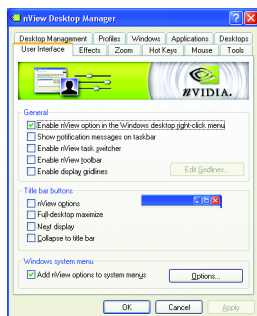 nView Desktop Manager
Desktop Management Profiles Windows Applications Desktops
User Interface Effects Zoom Hot Keys Mouse Tools
NVIDIA.
General
Enable nView option in the Windows desktop right-click menu
Show notification messages on taskbar
Enable nView task switcher
Enable nView toolbar
Enable display gridlines
Edit Gridlines...
Title bar buttons
nView options
Full-desktop maximize
Next display
Collapse to title bar
Windows system menu
Add nView options to system menus
Options...
OK Cancel Apply